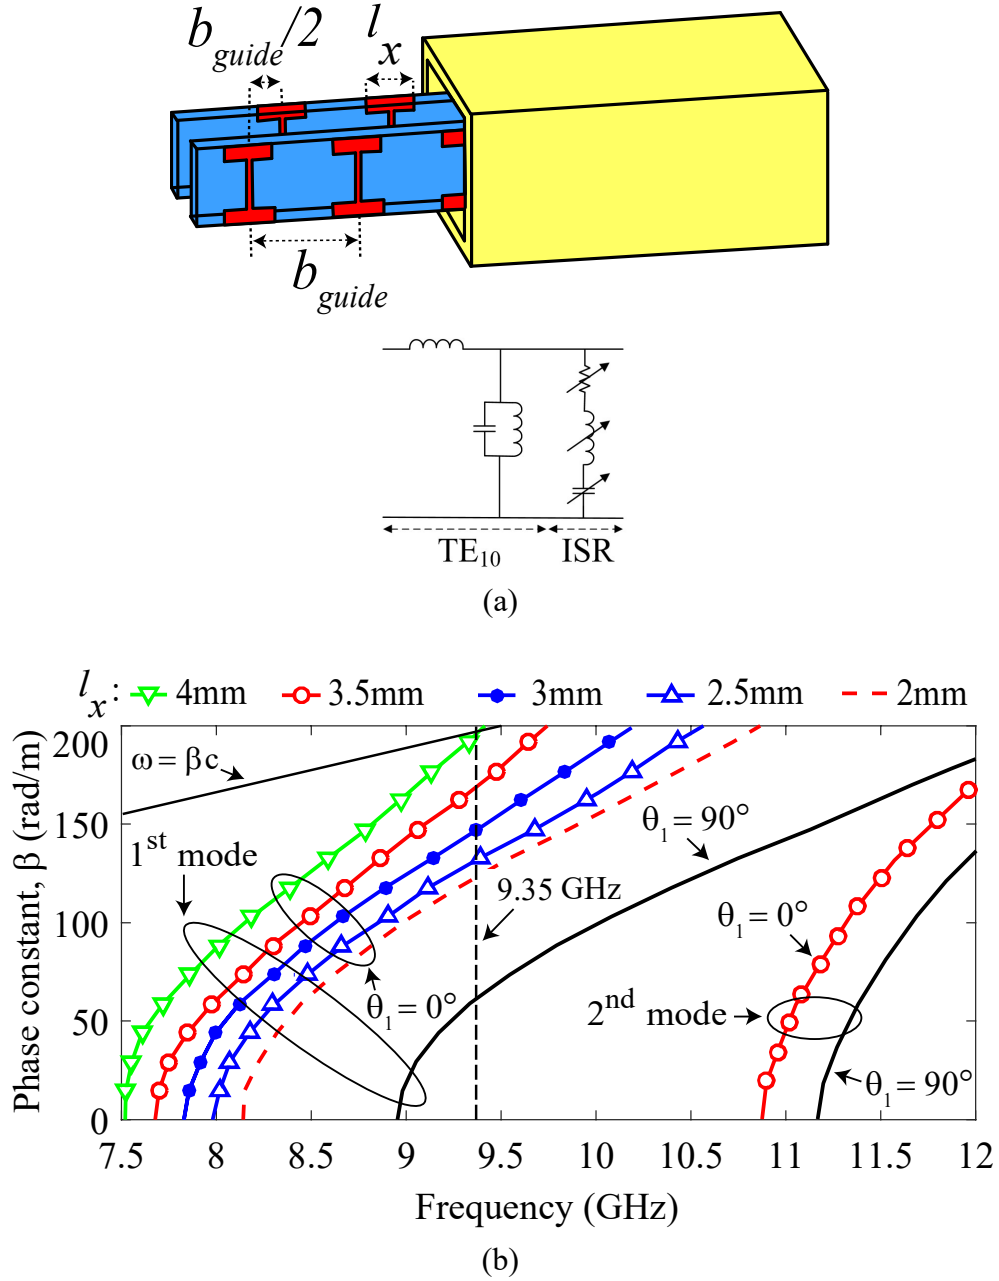 b_guide/2
l_x
b_guide
TE₁₀
ISR
(a)
l_x: 4mm 3.5mm 3mm 2.5mm 2mm
Phase constant, β (rad/m)
200
150
100
50
0
ω = βc
1st mode
θ₁ = 90°
9.35 GHz
θ₁ = 0°
θ₁ = 0°
2nd mode
θ₁ = 90°
7.5 8 8.5 9 9.5 10 10.5 11 11.5 12
Frequency (GHz)
(b)